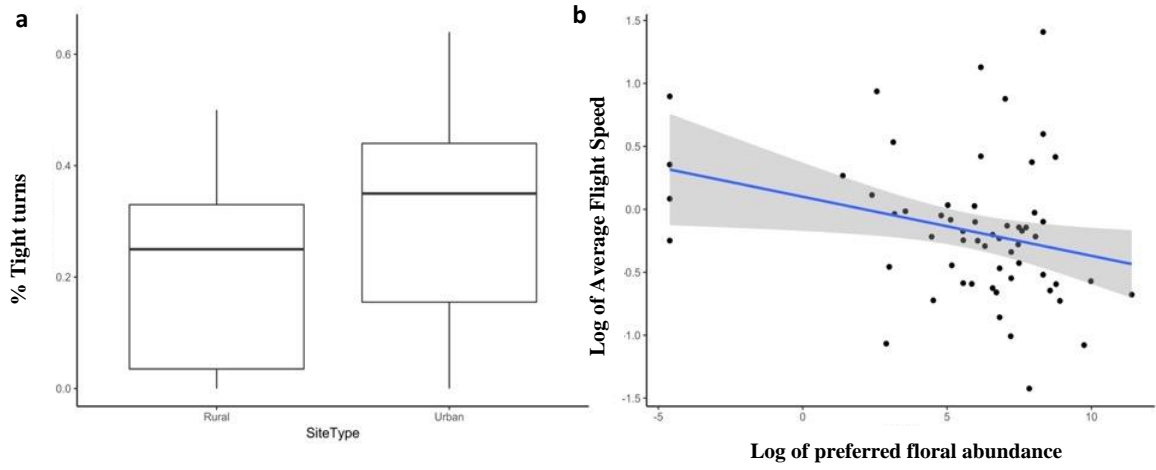 a
% Tight turns
0.6
0.4
0.2
0.0
Rural
Urban
SiteType
b
Log of Average Flight Speed
1.5
1.0
0.5
0.0
-0.5
-1.0
-1.5
-5
0
5
10
Log of preferred floral abundance